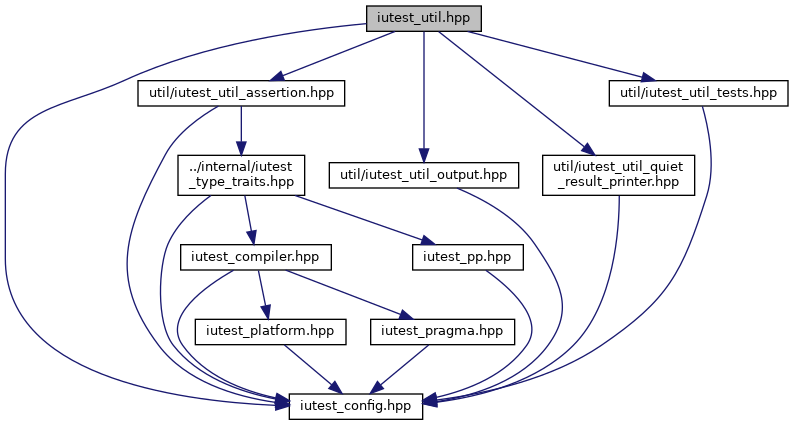 iutest_util.hpp
util/iutest_util_assertion.hpp
util/iutest_util_tests.hpp
../internal/iutest
_type_traits.hpp
util/iutest_util_output.hpp
util/iutest_util_quiet
_result_printer.hpp
iutest_compiler.hpp
iutest_pp.hpp
iutest_platform.hpp
iutest_pragma.hpp
iutest_config.hpp